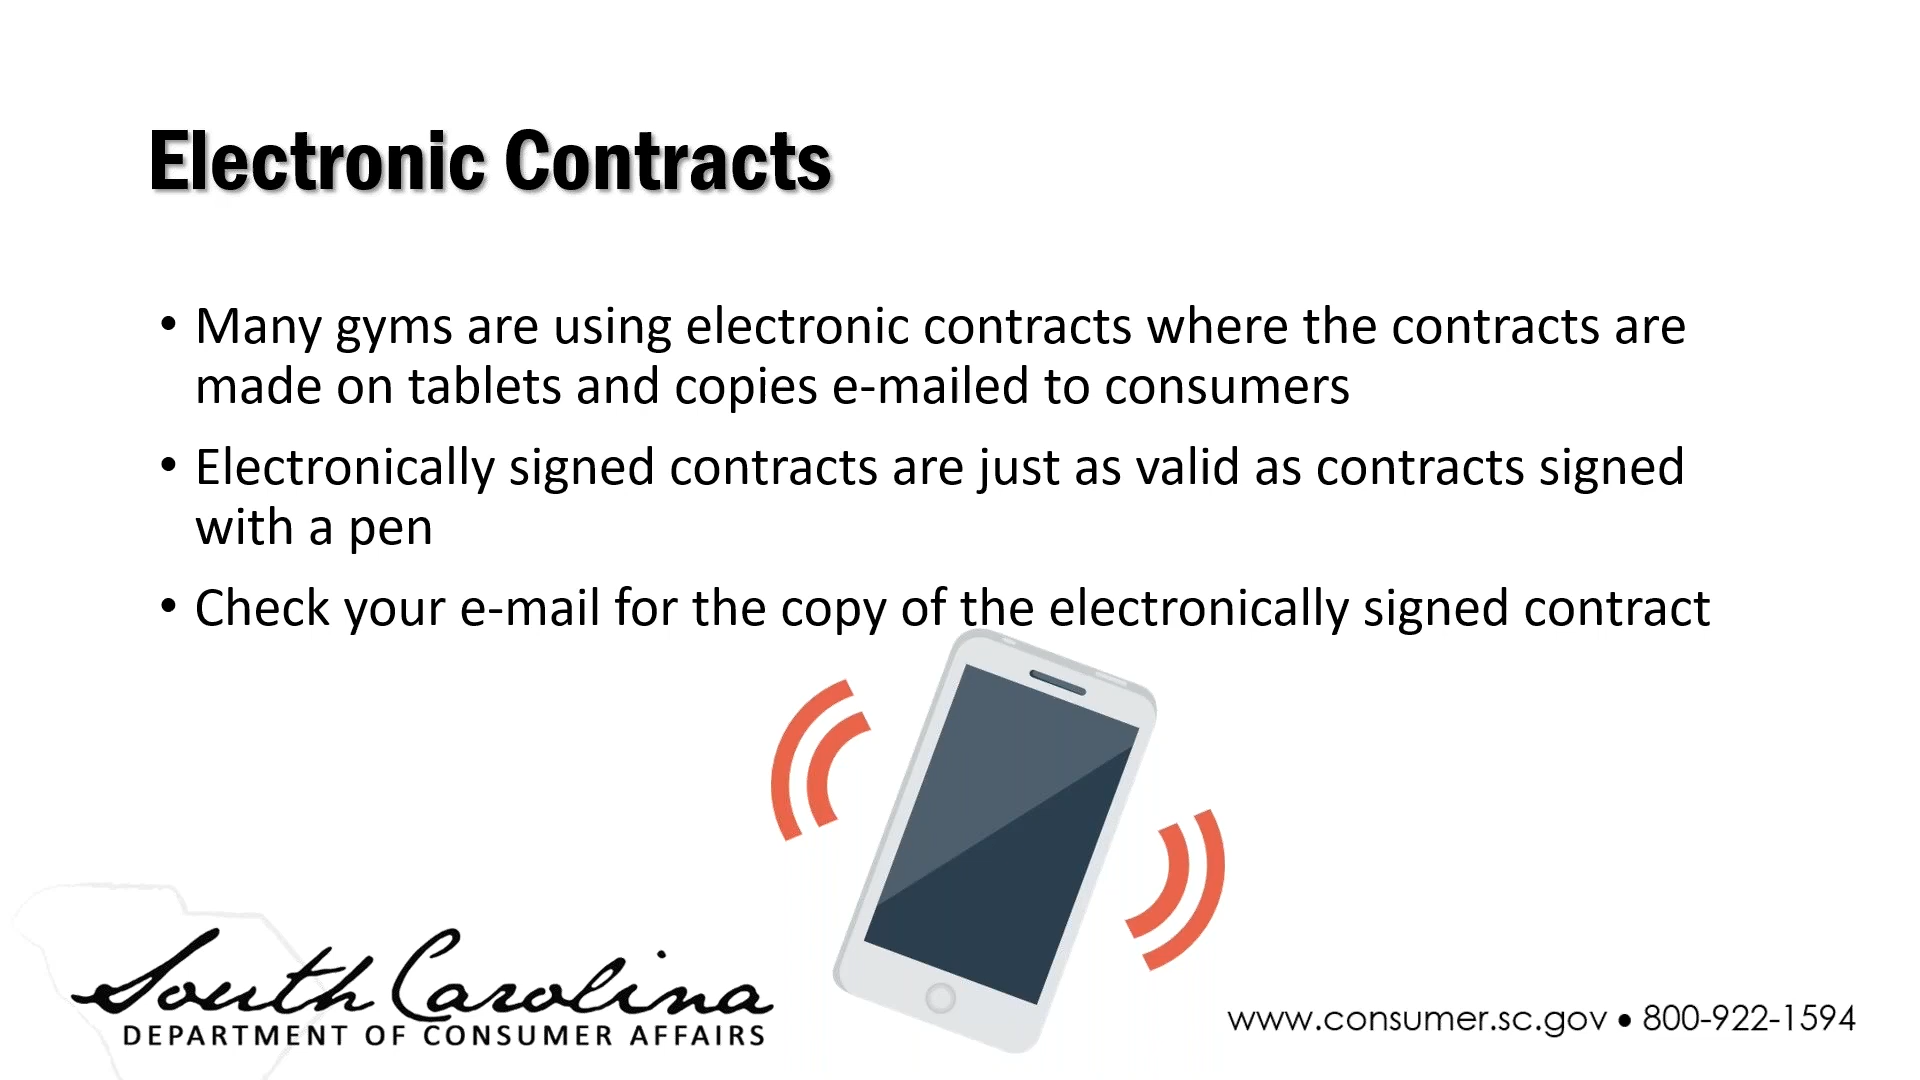 Electronic Contracts
• Many gyms are using electronic contracts where the contracts are
made on tablets and copies e-mailed to consumers
• Electronically signed contracts are just as valid as contracts signed
with a pen
• Check your e-mail for the copy of the electronically signed contract
South Carolina
DEPARTMENT OF CONSUMER AFFAIRS
www.consumer.sc.gov • 800-922-1594